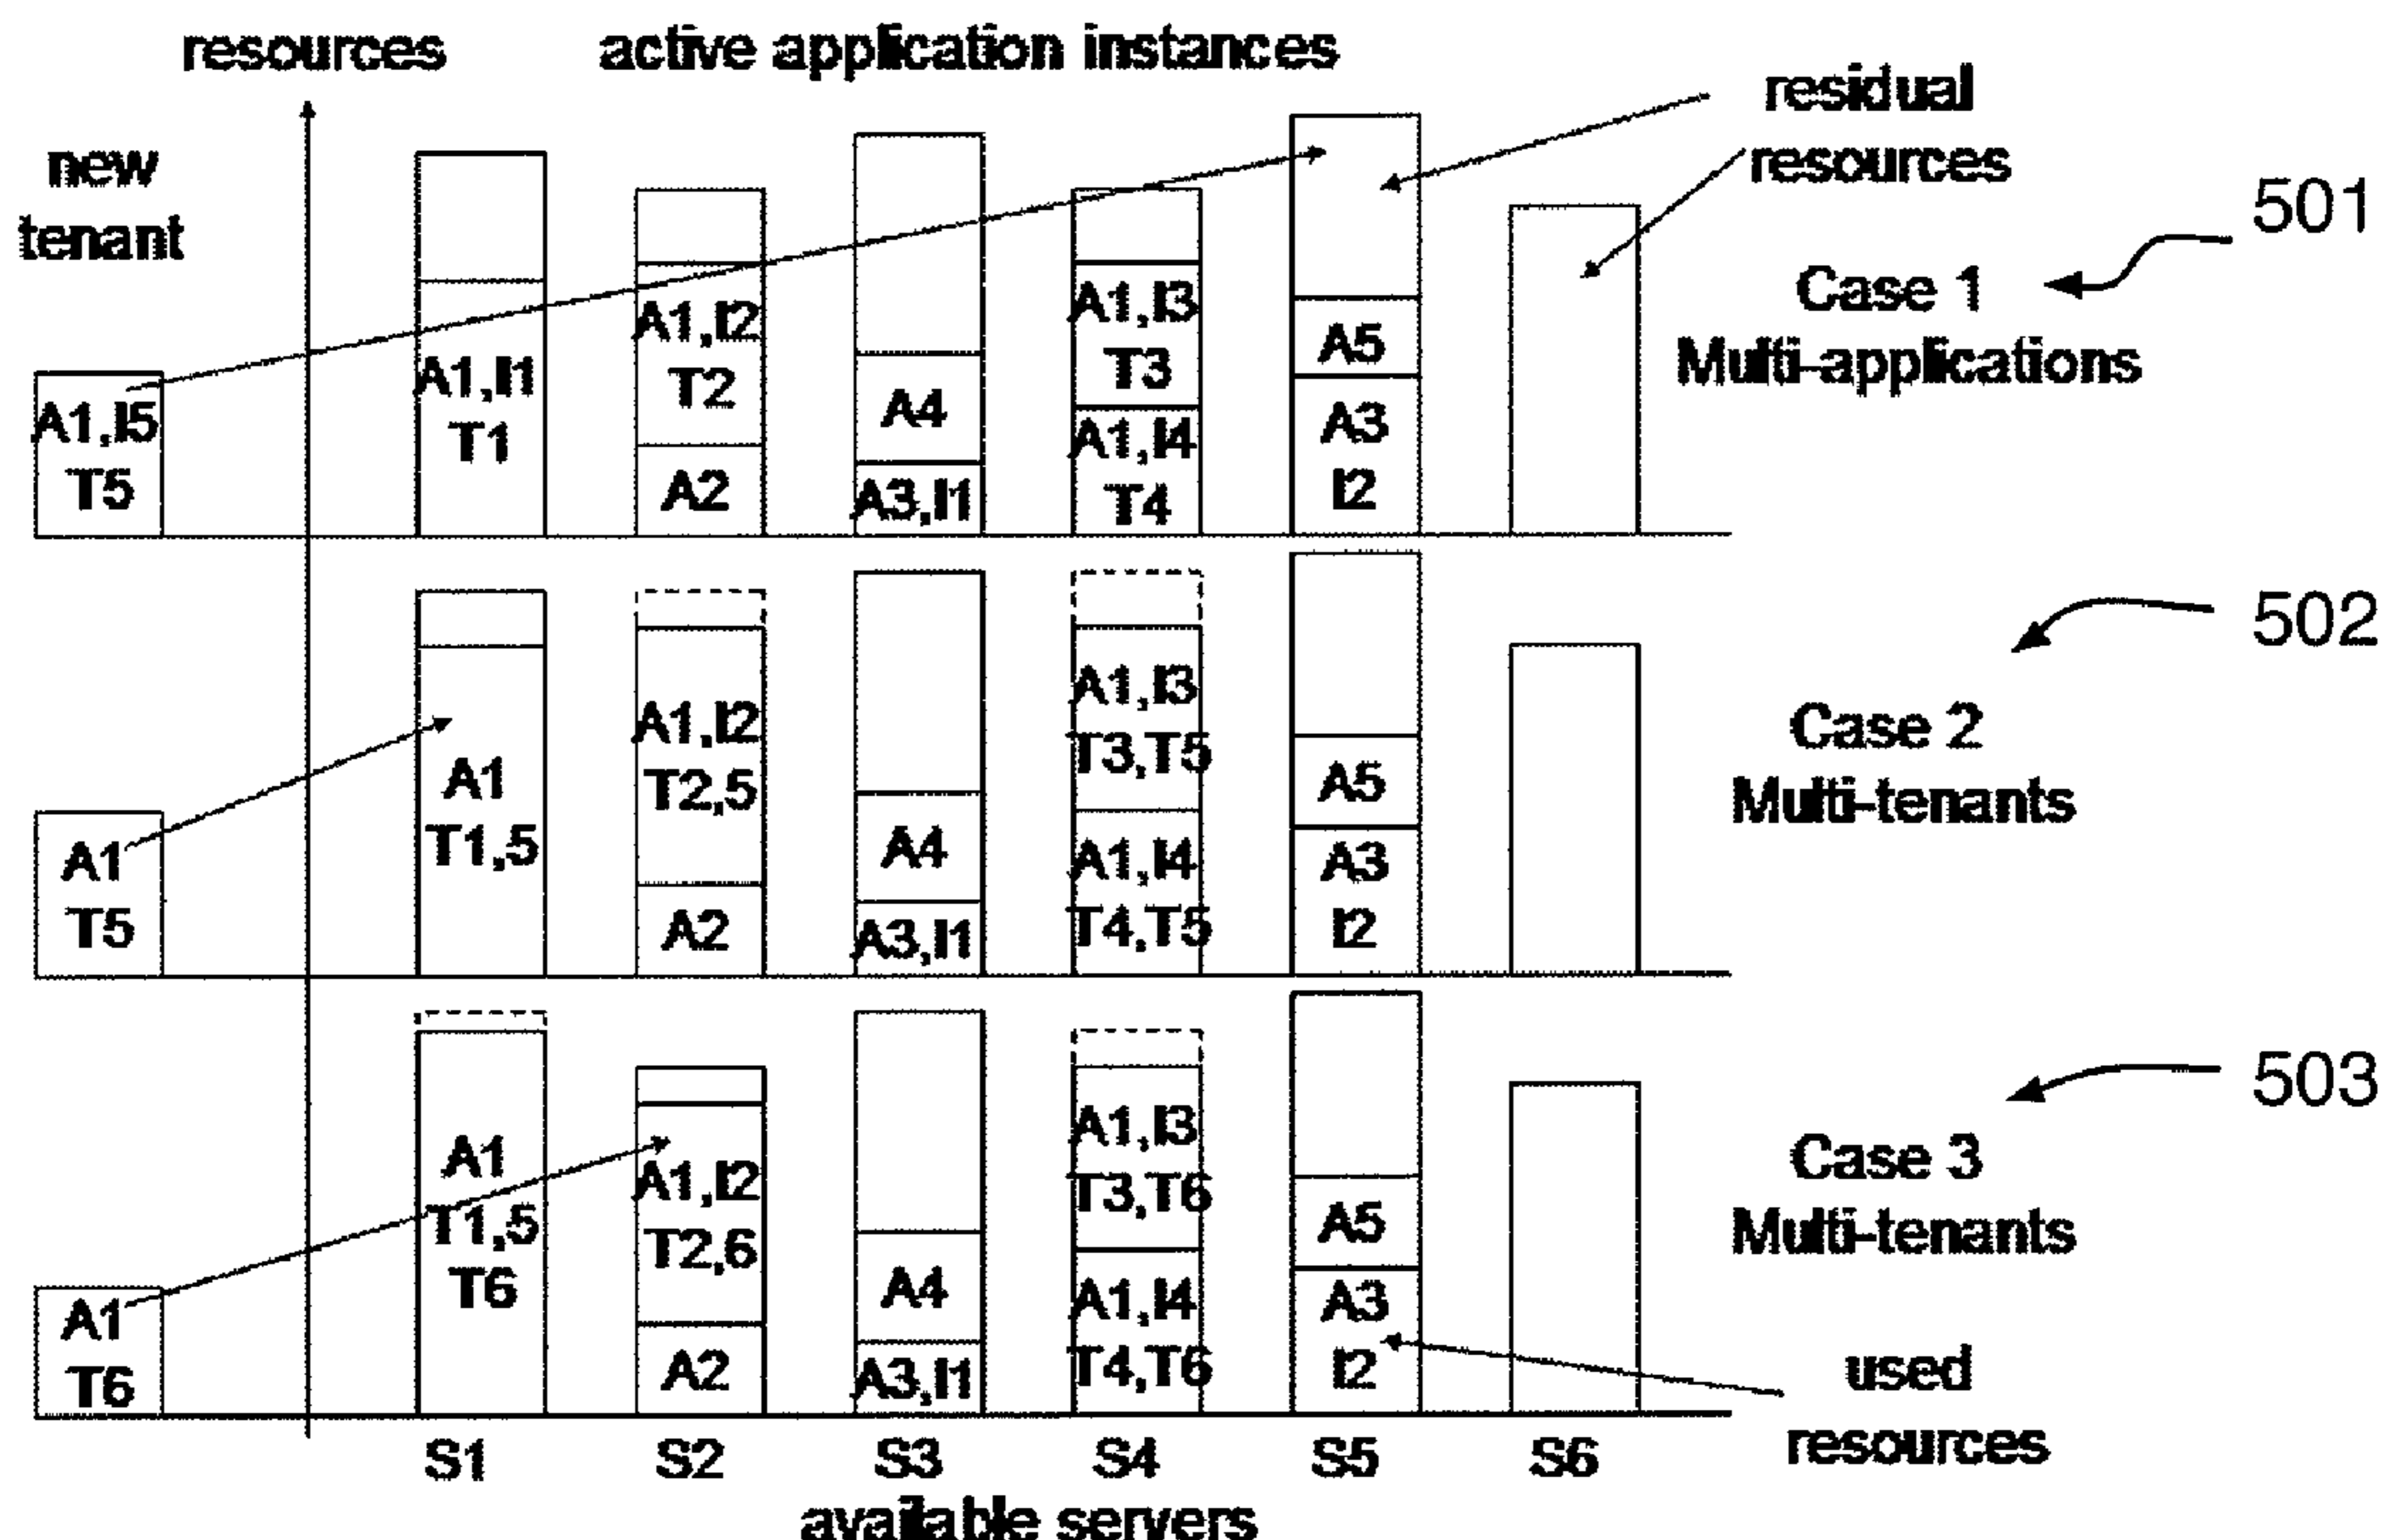 resources
active application instances
residual
resources
new
tenant
501
Case 1
Multi-applications
A1,I5
T5
A1,I1
T1
A1,I2
T2
A2
A4
A3,I1
A1,I3
T3
A1,I4
T4
A5
A3
I2
502
Case 2
Multi-tenants
A1
T5
A1
T1,5
A1,I2
T2,5
A2
A4
A3,I1
A1,I3
T3,T5
A1,I4
T4,T5
A5
A3
I2
503
Case 3
Multi-tenants
A1
T6
A1
T1,5
T6
A1,I2
T2,6
A2
A4
A3,I1
A1,I3
T3,T6
A1,I4
T4,T6
A5
A3
I2
used
resources
S1
S2
S3
S4
S5
S6
available servers